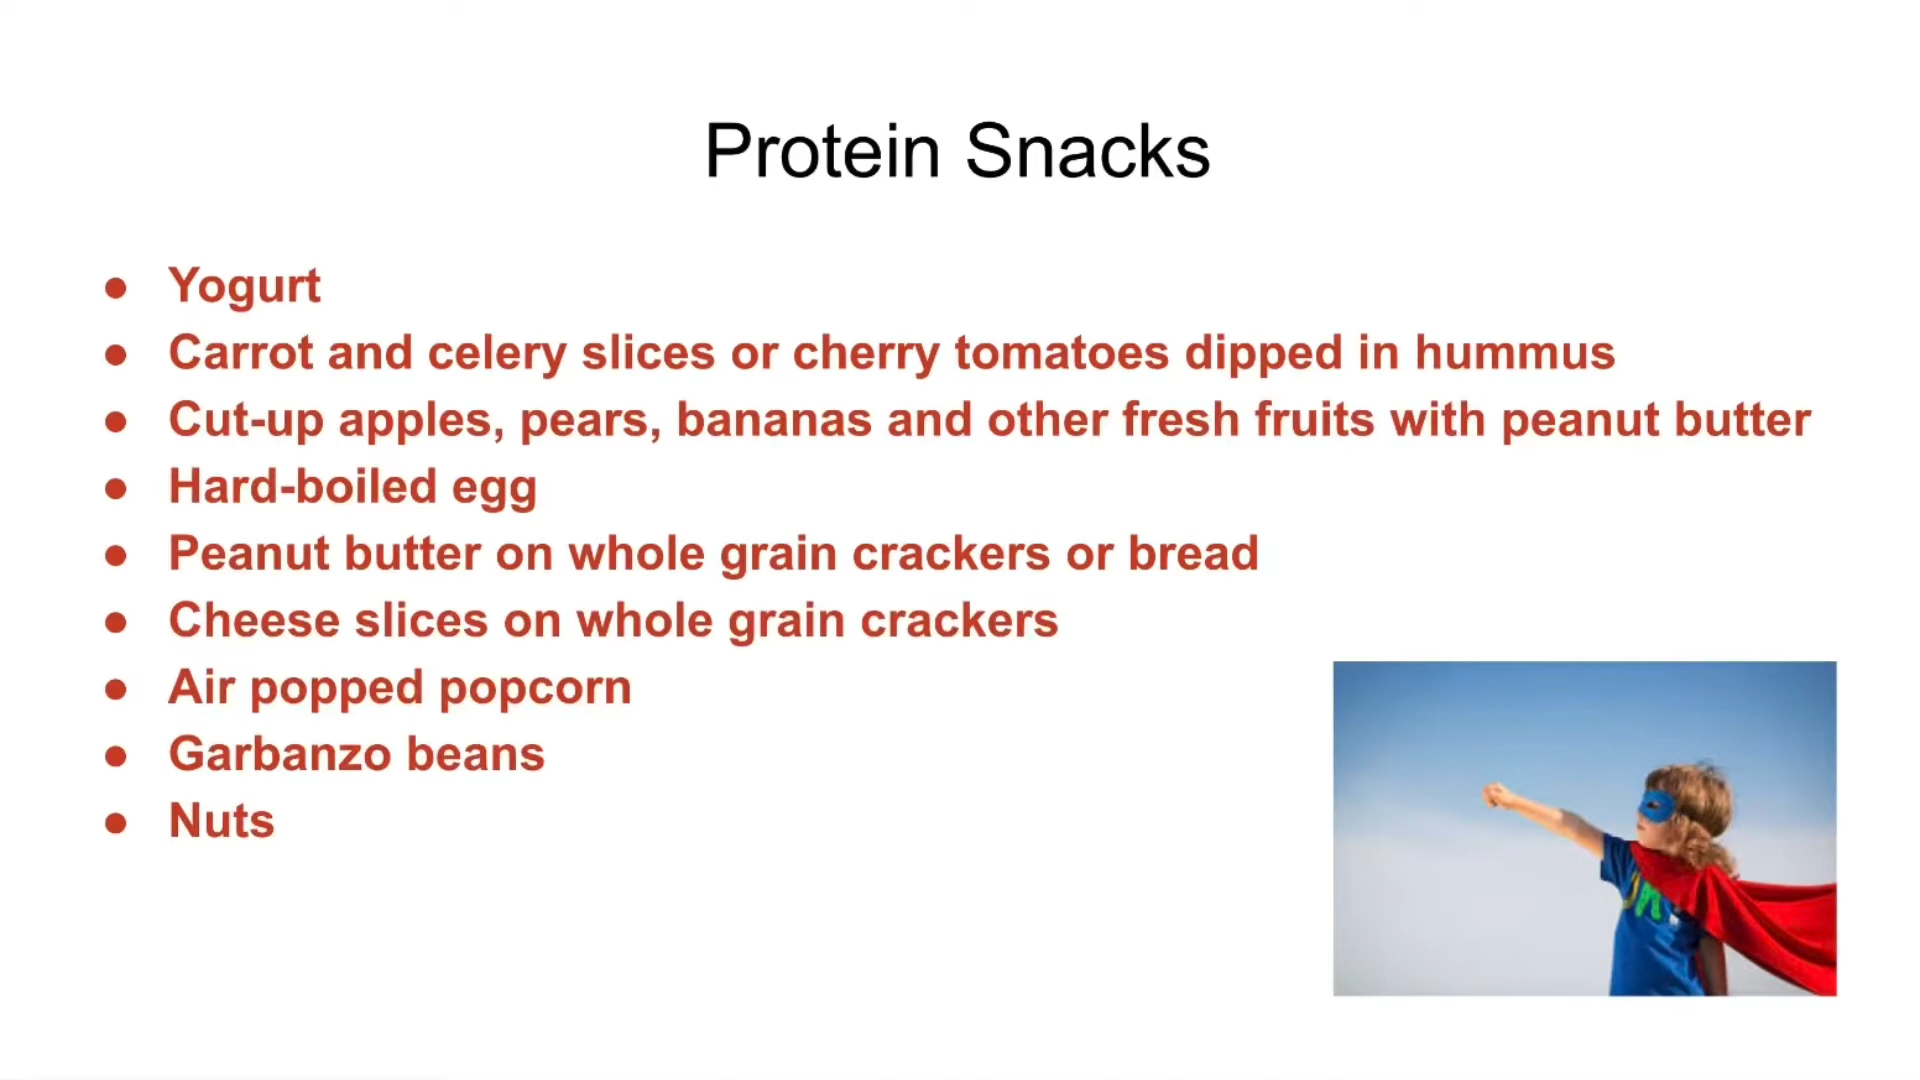 Protein Snacks
● Yogurt
● Carrot and celery slices or cherry tomatoes dipped in hummus
● Cut-up apples, pears, bananas and other fresh fruits with peanut butter
● Hard-boiled egg
● Peanut butter on whole grain crackers or bread
● Cheese slices on whole grain crackers
● Air popped popcorn
● Garbanzo beans
● Nuts